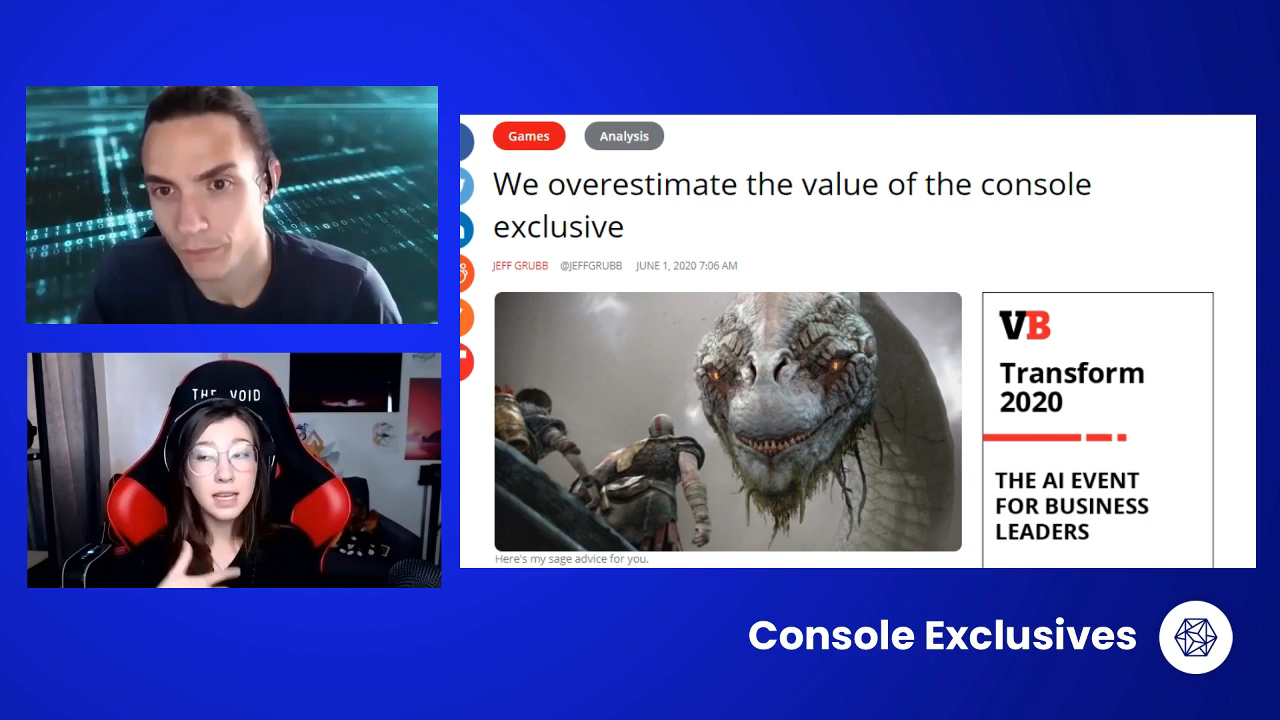 Games
Analysis
We overestimate the value of the console
exclusive
JEFF GRUBB @JEFFGRUBB JUNE 1, 2020 7:06 AM
VB
Transform
2020
THE AI EVENT
FOR BUSINESS
LEADERS
Here's my sage advice for you.
THE VOID
Console Exclusives